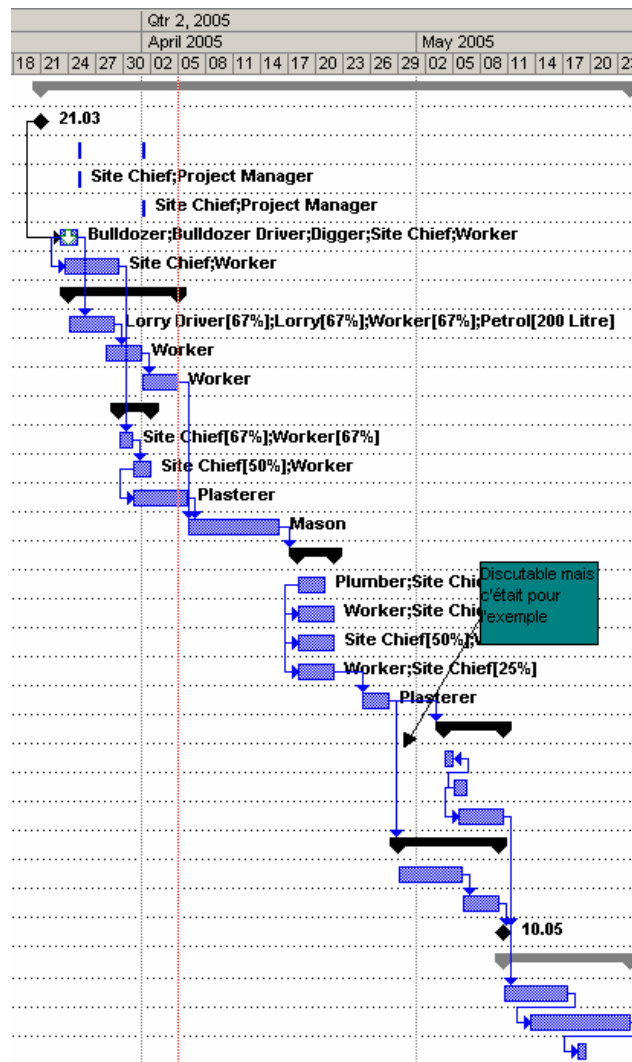 Qtr 2, 2005
April 2005 May 2005
18 21 24 27 30 02 05 08 11 14 17 20 23 26 29 02 05 08 11 14 17 20 23
21.03
Site Chief;Project Manager
Site Chief;Project Manager
Bulldozer;Bulldozer Driver;Digger;Site Chief;Worker
Site Chief;Worker
Lorry Driver[67%];Lorry[67%];Worker[67%];Petrol[200 Litre]
Worker
Worker
Site Chief[67%];Worker[67%]
Site Chief[50%];Worker
Plasterer
Mason
Plumber;Site Chie
Discutable mais
c'était pour
l'exemple
Worker;Site Chie
Site Chief[50%];
Worker;Site Chief[25%]
Plasterer
10.05